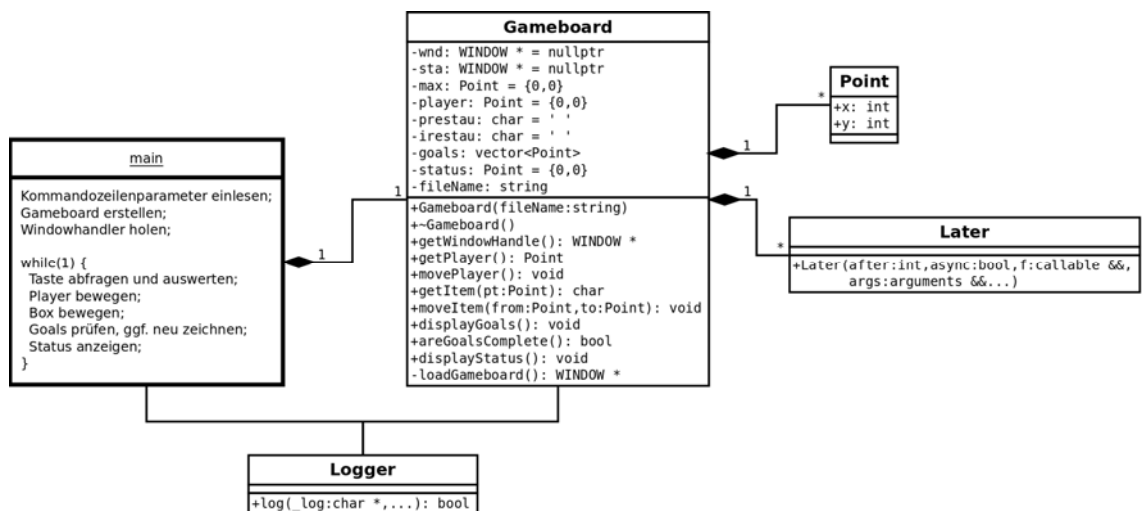 Gameboard
-wnd: WINDOW * = nullptr
-sta: WINDOW * = nullptr
-max: Point = {0,0}
-player: Point = {0,0}
-prestau: char = ' '
-irestau: char = ' '
-goals: vector<Point>
-status: Point = {0,0}
-fileName: string
+Gameboard(fileName:string)
+~Gameboard()
+getWindowHandle(): WINDOW *
+getPlayer(): Point
+movePlayer(): void
+getItem(pt:Point): char
+moveItem(from:Point,to:Point): void
+displayGoals(): void
+areGoalsComplete(): bool
+displayStatus(): void
-loadGameboard(): WINDOW *
main
Kommandozeilenparameter einlesen;
Gameboard erstellen;
Windowhandler holen;
while(1) {
Taste abfragen und auswerten;
Player bewegen;
Box bewegen;
Goals prüfen, ggf. neu zeichnen;
Status anzeigen;
}
1
1
1
*
Point
+x: int
+y: int
1
*
Later
+Later(after:int,async:bool,f:callable &&,
args:arguments &&...)
Logger
+log(_log:char *,...): bool